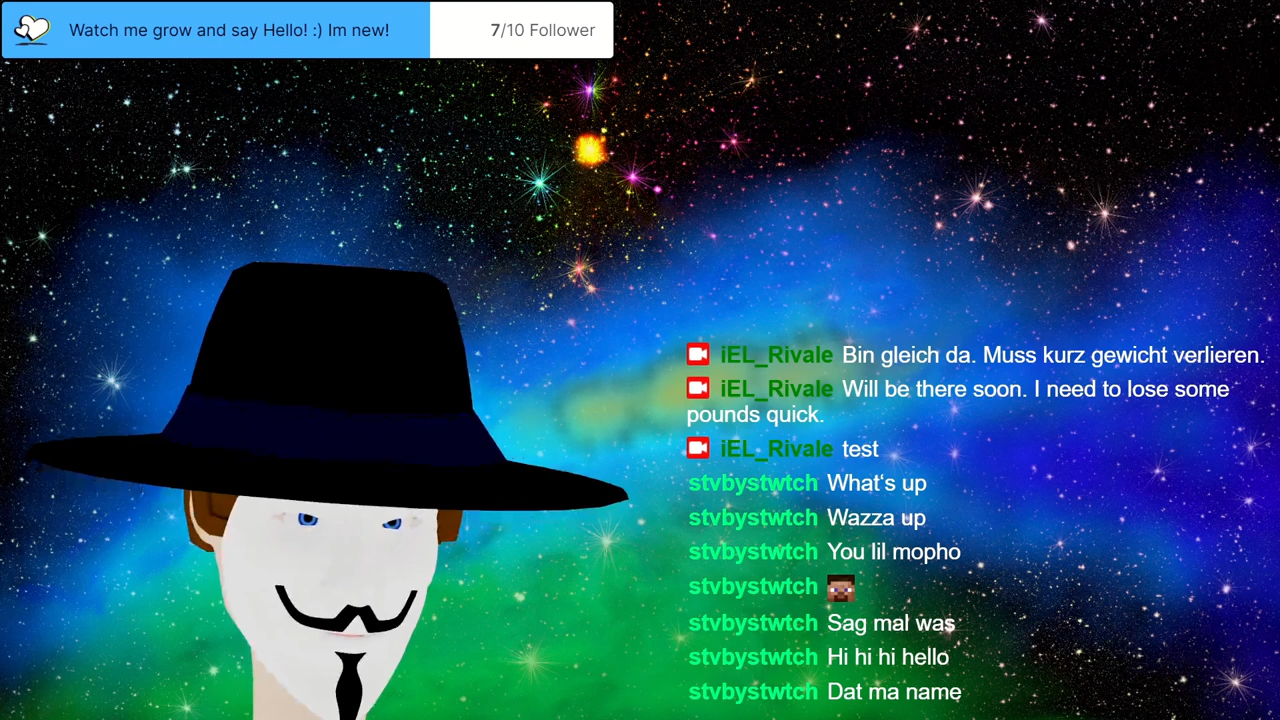 Watch me grow and say Hello! :) Im new! 7/10 Follower
iEL_Rivale Bin gleich da. Muss kurz gewicht verlieren.
iEL_Rivale Will be there soon. I need to lose some
pounds quick.
iEL_Rivale test
stvbystwtch What's up
stvbystwtch Wazza up
stvbystwtch You lil mopho
stvbystwtch
stvbystwtch Sag mal was
stvbystwtch Hi hi hi hello
stvbystwtch Dat ma name